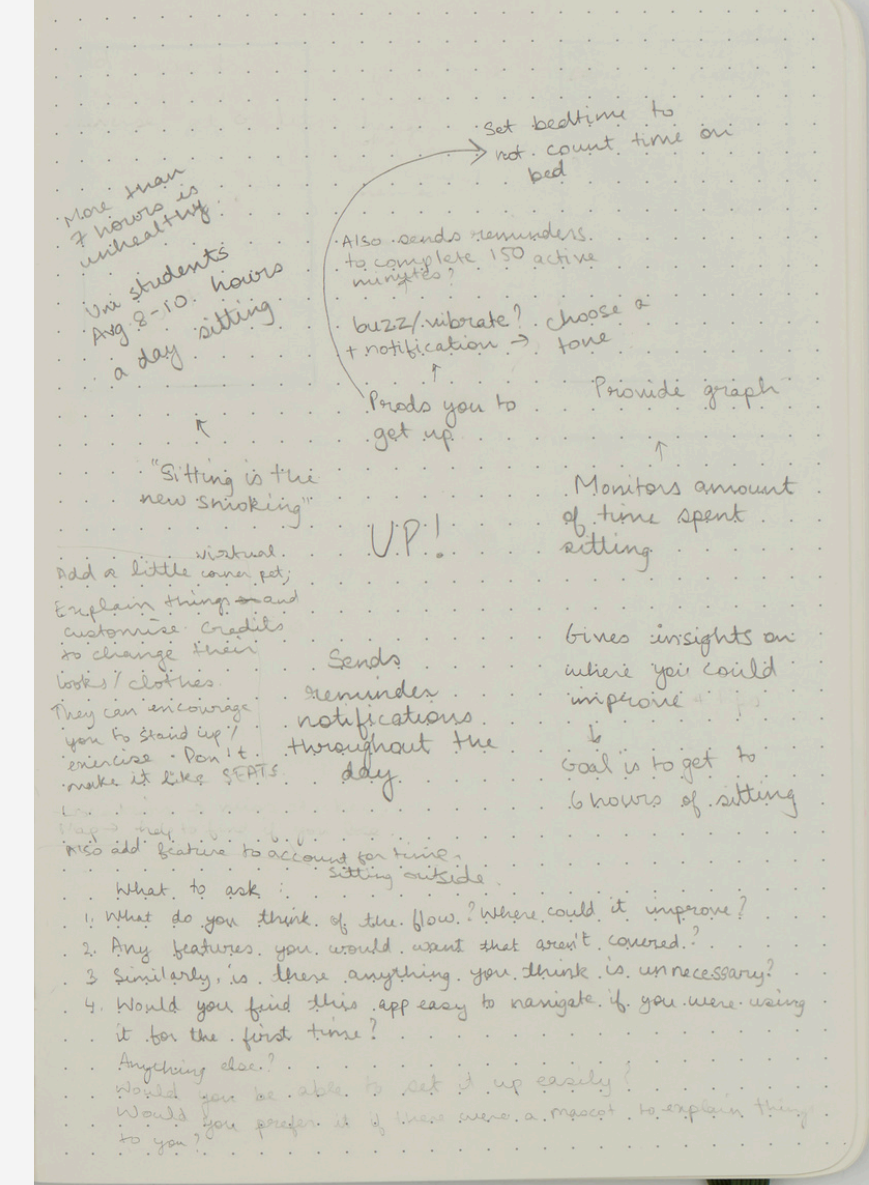 Set bedtime to
not count time on
bed
More than
7 hours is
unhealthy
Uni students
Avg 8-10 hours
a day sitting
Also sends reminders
to complete 150 active
minutes?
buzz/vibrate? choose a
+ notification → tone
Prods you to
get up
Provide graph
"Sitting is the
new smoking"
UP!
Monitors amount
of time spent
sitting
virtual
Add a little corner pet;
Explain things and
customise credits
to change their
looks/clothes.
They can encourage
you to stand up/
exercise. Don't
make it like SEATS
Sends
reminder
notifications
throughout the
day
Gives insights on
where you could
improve
Goal is to get to
6 hours of sitting
Also add feature to account for time
sitting outside
What to ask:
1. What do you think of the flow? Where could it improve?
2. Any features you would want that aren't covered?
3 Similarly, is there anything you think is unnecessary?
4. Would you find this app easy to navigate if you were using
it for the first time?
Anything else?
Would you be able to set it up easily?
Would you prefer it if there were a mascot to explain things
to you?